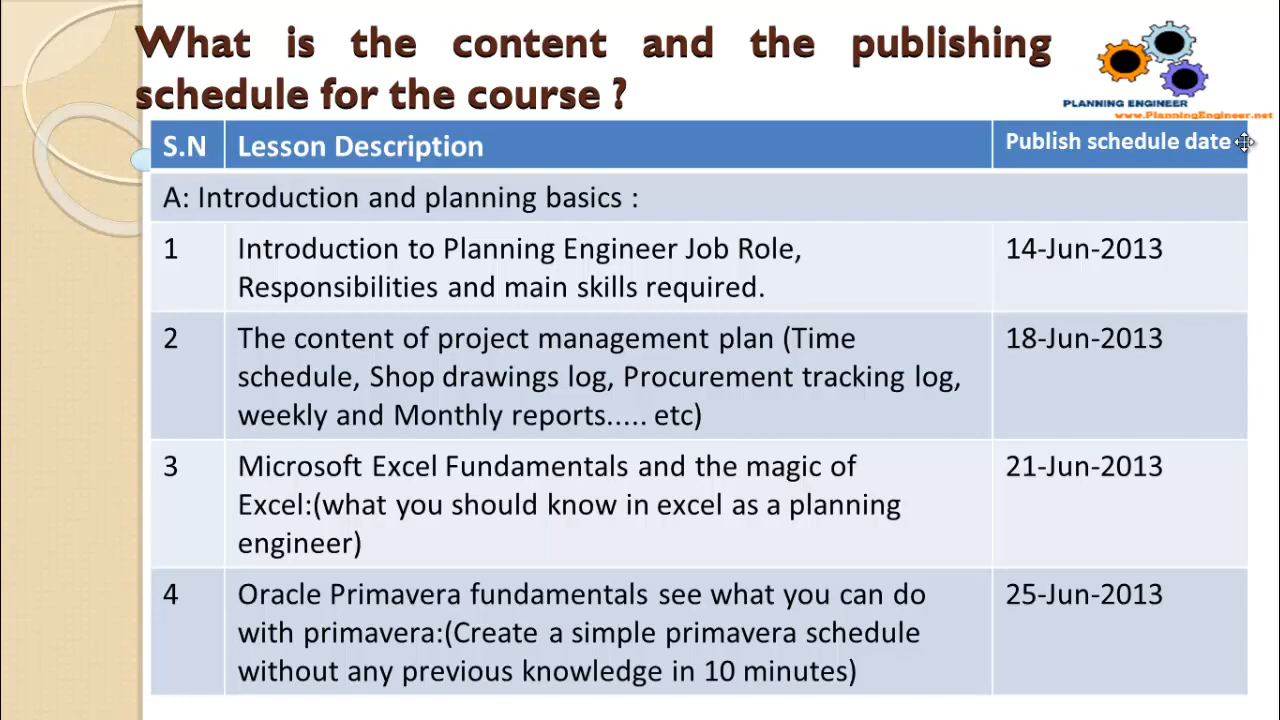 What is the content and the publishing
schedule for the course ?
PLANNING ENGINEER
www.PlanningEngineer.net
S.N Lesson Description Publish schedule date
A: Introduction and planning basics :
1 Introduction to Planning Engineer Job Role, 14-Jun-2013
Responsibilities and main skills required.
2 The content of project management plan (Time 18-Jun-2013
schedule, Shop drawings log, Procurement tracking log,
weekly and Monthly reports..... etc)
3 Microsoft Excel Fundamentals and the magic of 21-Jun-2013
Excel:(what you should know in excel as a planning
engineer)
4 Oracle Primavera fundamentals see what you can do 25-Jun-2013
with primavera:(Create a simple primavera schedule
without any previous knowledge in 10 minutes)